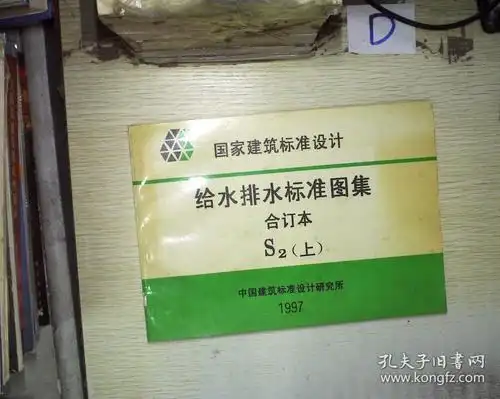 D
国家建筑标准设计
给水排水标准图集
合订本
S₂(上)
中国建筑标准设计研究所
1997
孔夫子旧书网
www.kongfz.com